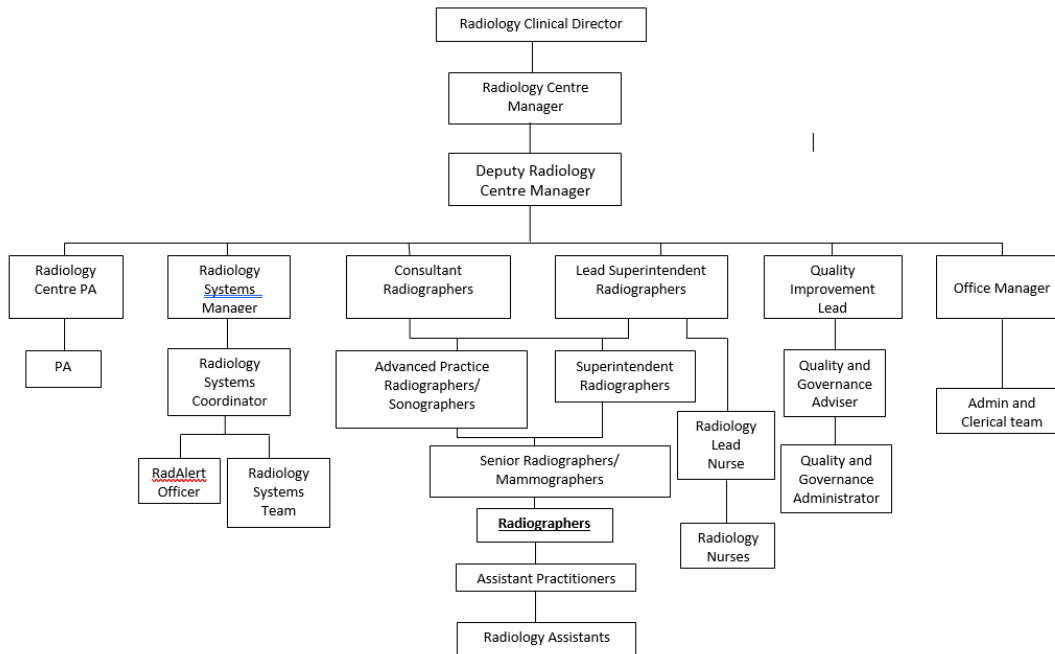 Radiology Clinical Director
Radiology Centre
Manager
Deputy Radiology
Centre Manager
Radiology
Centre PA
Radiology
Systems
Manager
Consultant
Radiographers
Lead Superintendent
Radiographers
Quality
Improvement
Lead
Office Manager
PA
Radiology
Systems
Coordinator
Advanced Practice
Radiographers/
Sonographers
Superintendent
Radiographers
Quality and
Governance
Adviser
Admin and
Clerical team
Radiology
Lead
Nurse
RadAlert
Officer
Radiology
Systems
Team
Senior Radiographers/
Mammographers
Quality and
Governance
Administrator
Radiographers
Radiology
Nurses
Assistant Practitioners
Radiology Assistants